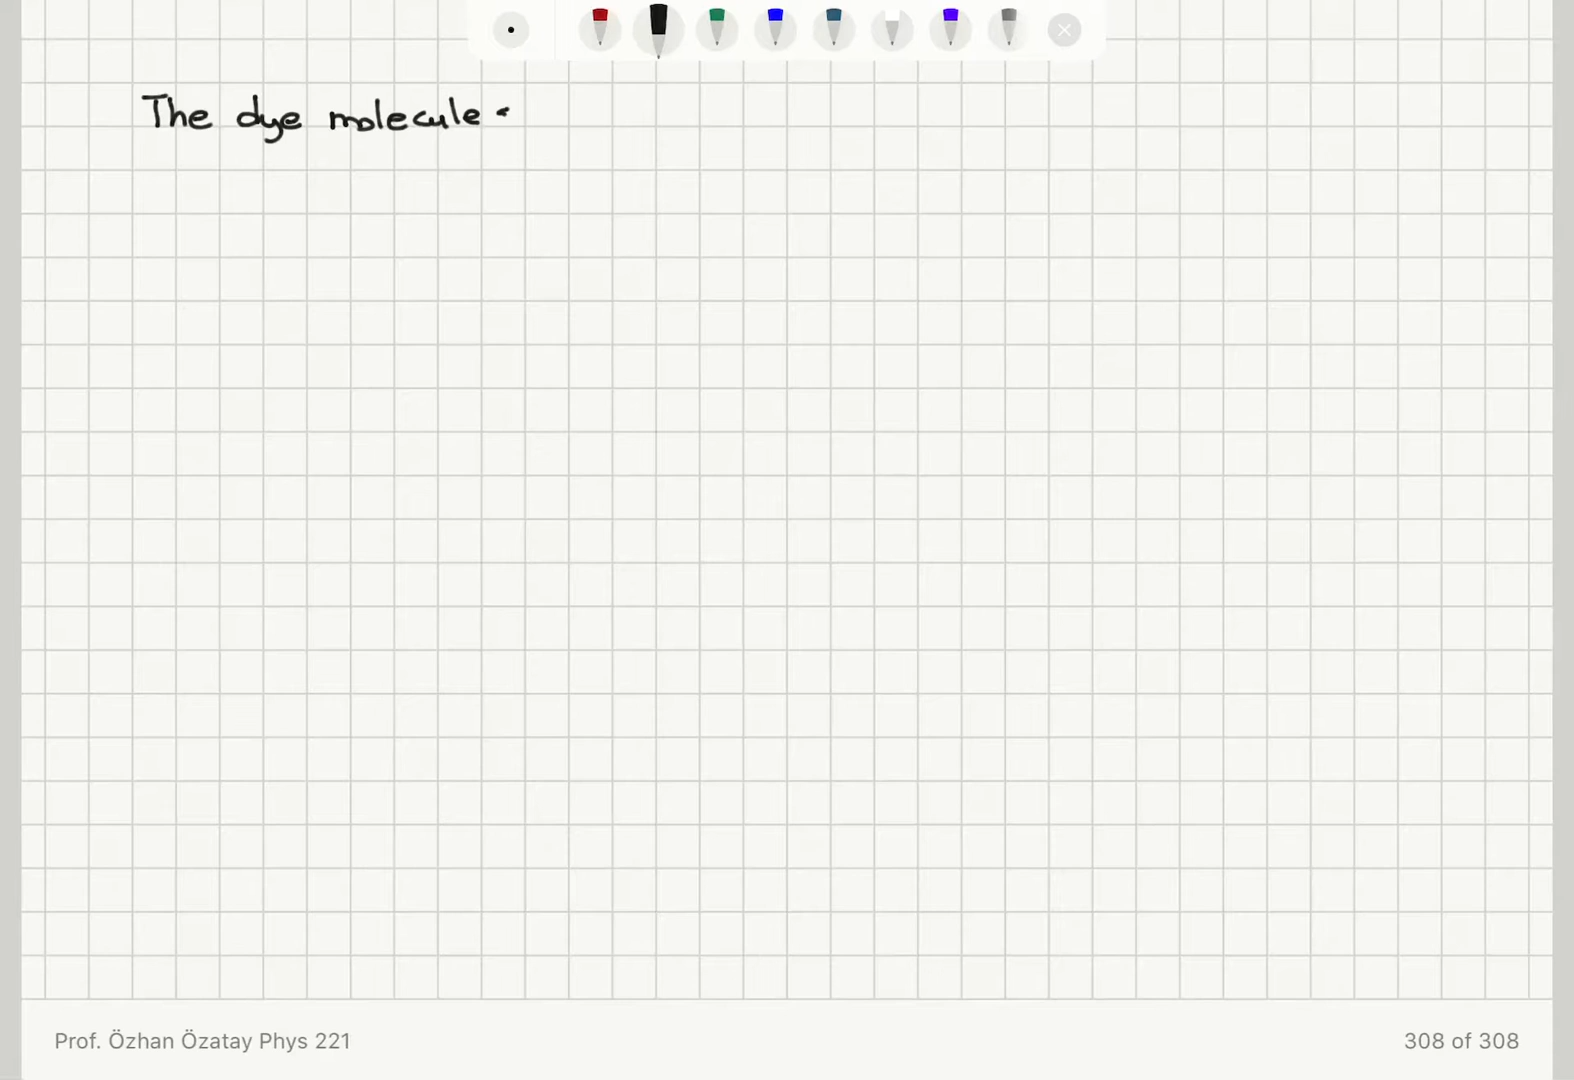 The dye molecule
Prof. Özhan Özatay Phys 221
308 of 308